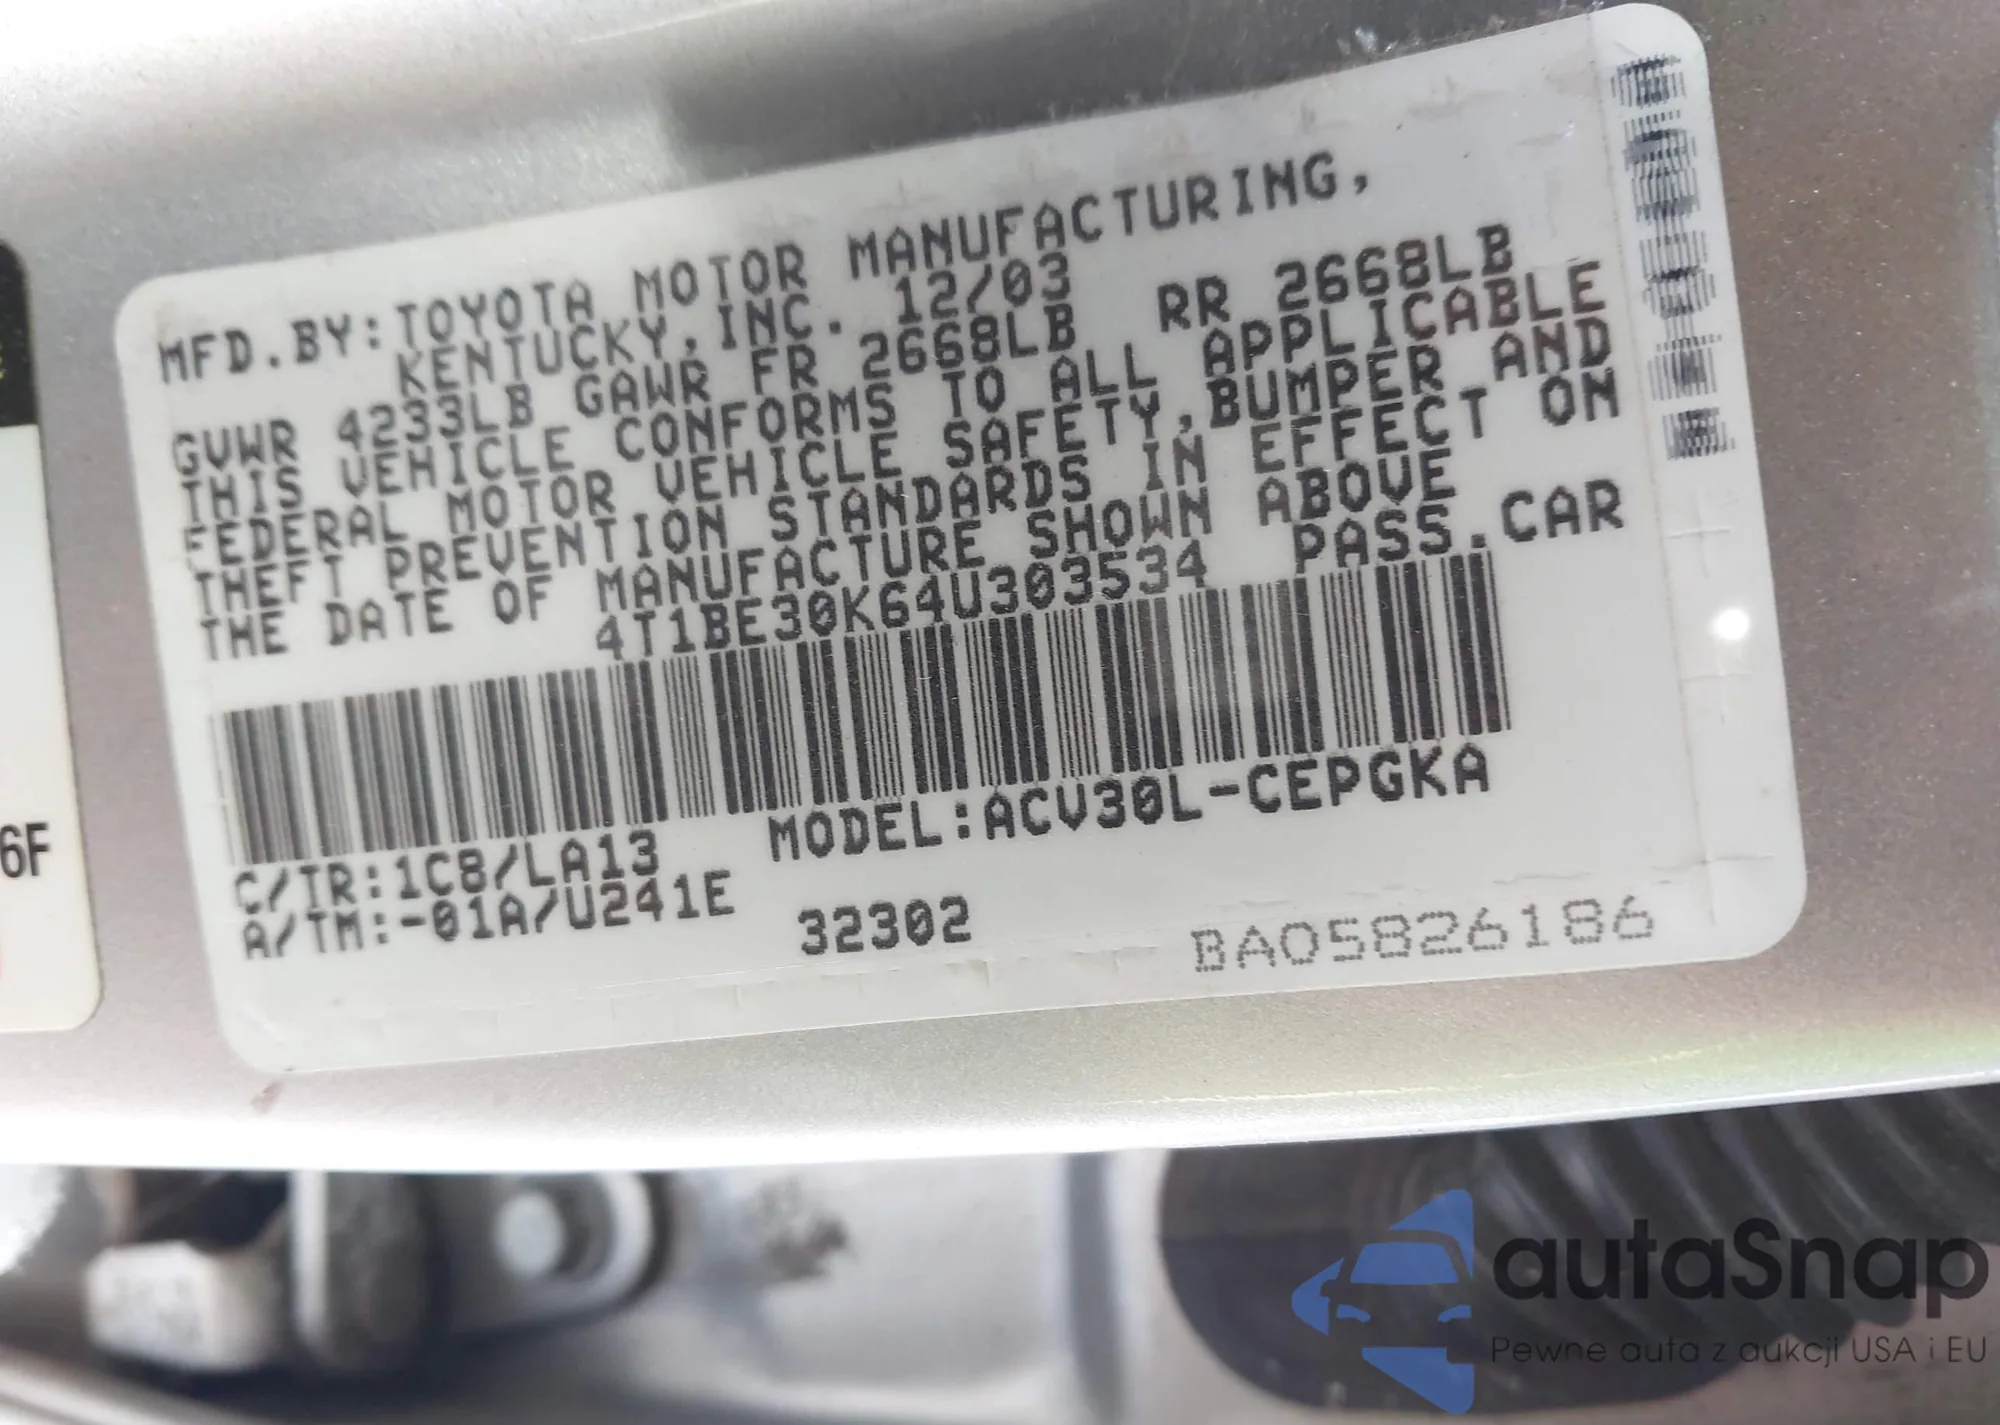 MFD.BY:TOYOTA MOTOR MANUFACTURING,
KENTUCKY,INC. 12/03
GVWR 4233LB GAWR FR 2668LB RR 2668LB
THIS VEHICLE CONFORMS TO ALL APPLICABLE
FEDERAL MOTOR VEHICLE SAFETY,BUMPER AND
THEFT PREVENTION STANDARDS IN EFFECT ON
THE DATE OF MANUFACTURE SHOWN ABOVE
4T1BE30K64U303534 PASS.CAR
C/TR:1C8/LA13 MODEL:ACV30L-CEPGKA
A/TM:-01A/U241E 32302
BA05826186
6F
autaSnap
Pewne auta z aukcji USA i EU